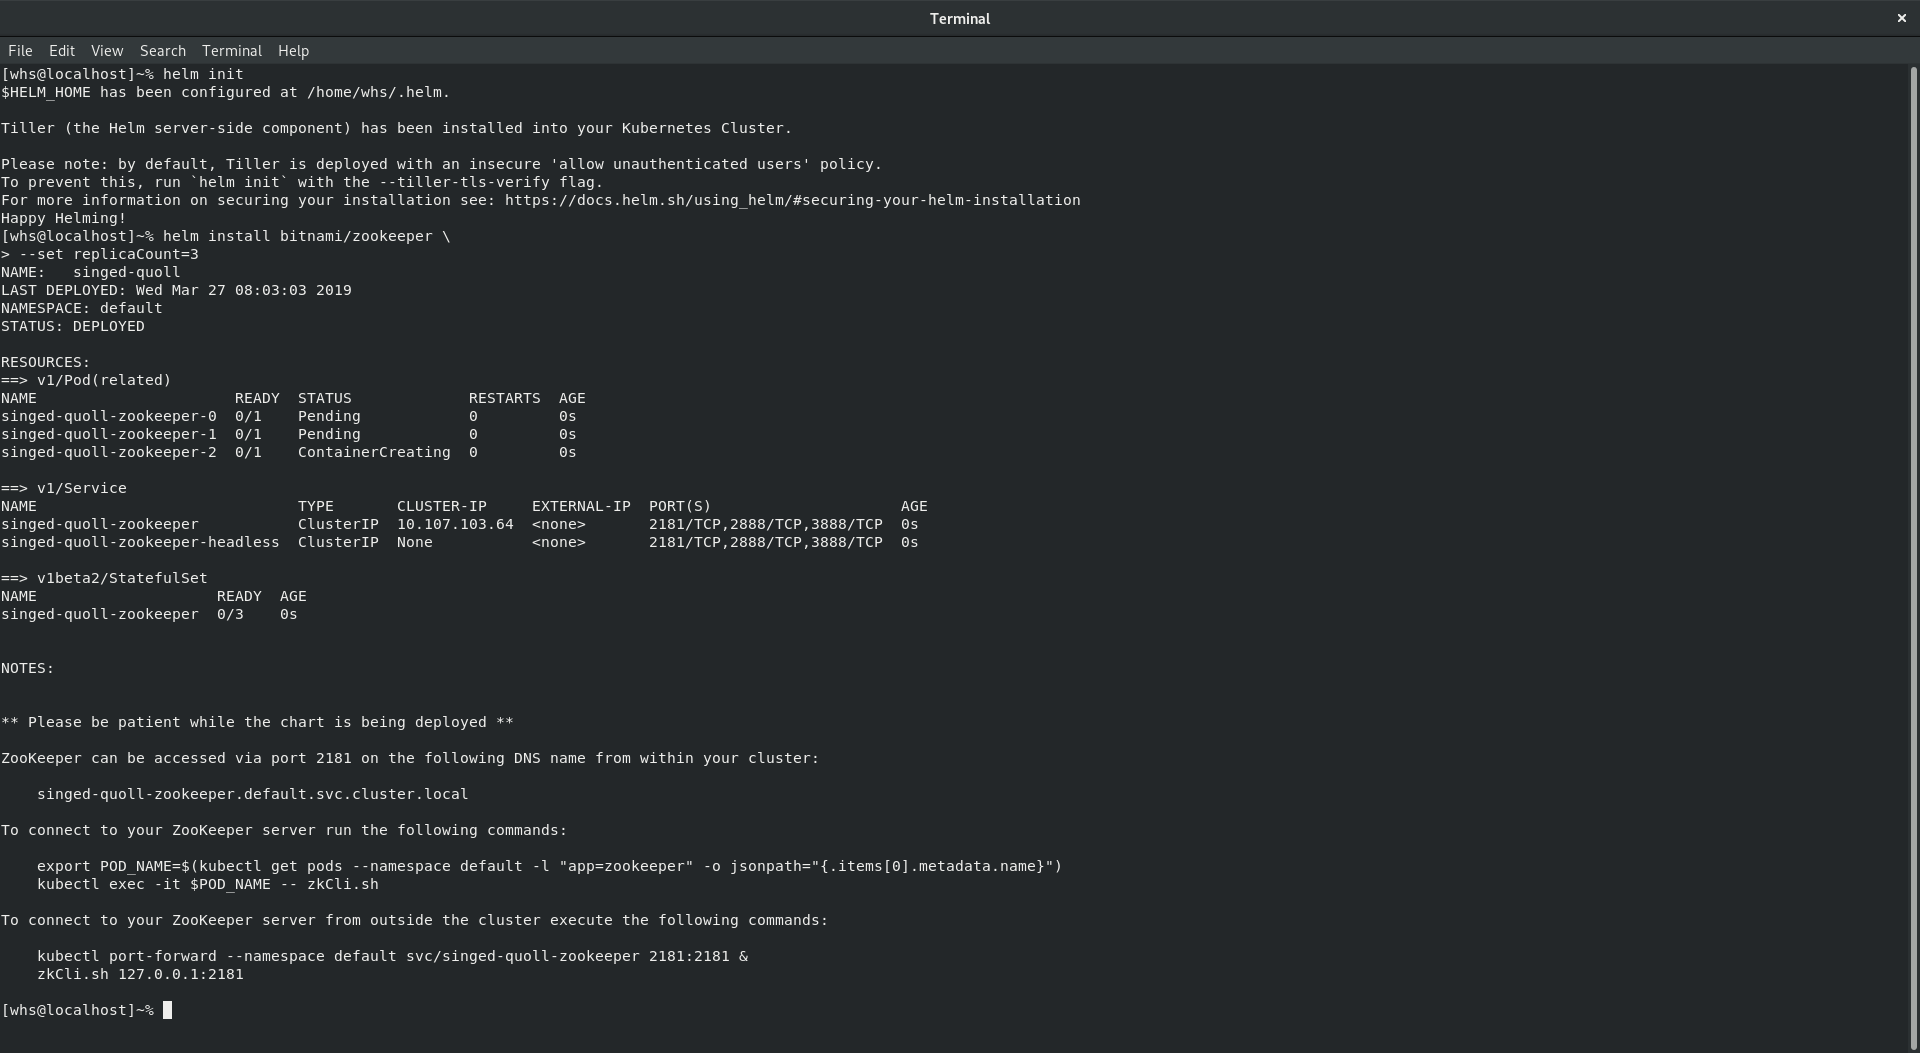 Terminal
×
File Edit View Search Terminal Help
[whs@localhost]~% helm init
$HELM_HOME has been configured at /home/whs/.helm.

Tiller (the Helm server-side component) has been installed into your Kubernetes Cluster.

Please note: by default, Tiller is deployed with an insecure 'allow unauthenticated users' policy.
To prevent this, run `helm init` with the --tiller-tls-verify flag.
For more information on securing your installation see: https://docs.helm.sh/using_helm/#securing-your-helm-installation
Happy Helming!
[whs@localhost]~% helm install bitnami/zookeeper \
> --set replicaCount=3
NAME:   singed-quoll
LAST DEPLOYED: Wed Mar 27 08:03:03 2019
NAMESPACE: default
STATUS: DEPLOYED

RESOURCES:
==> v1/Pod(related)
NAME                      READY  STATUS             RESTARTS  AGE
singed-quoll-zookeeper-0  0/1    Pending            0         0s
singed-quoll-zookeeper-1  0/1    Pending            0         0s
singed-quoll-zookeeper-2  0/1    ContainerCreating  0         0s

==> v1/Service
NAME                             TYPE       CLUSTER-IP     EXTERNAL-IP  PORT(S)                     AGE
singed-quoll-zookeeper           ClusterIP  10.107.103.64  <none>       2181/TCP,2888/TCP,3888/TCP  0s
singed-quoll-zookeeper-headless  ClusterIP  None           <none>       2181/TCP,2888/TCP,3888/TCP  0s

==> v1beta2/StatefulSet
NAME                    READY  AGE
singed-quoll-zookeeper  0/3    0s


NOTES:


** Please be patient while the chart is being deployed **

ZooKeeper can be accessed via port 2181 on the following DNS name from within your cluster:

    singed-quoll-zookeeper.default.svc.cluster.local

To connect to your ZooKeeper server run the following commands:

    export POD_NAME=$(kubectl get pods --namespace default -l "app=zookeeper" -o jsonpath="{.items[0].metadata.name}")
    kubectl exec -it $POD_NAME -- zkCli.sh

To connect to your ZooKeeper server from outside the cluster execute the following commands:

    kubectl port-forward --namespace default svc/singed-quoll-zookeeper 2181:2181 &
    zkCli.sh 127.0.0.1:2181

[whs@localhost]~%